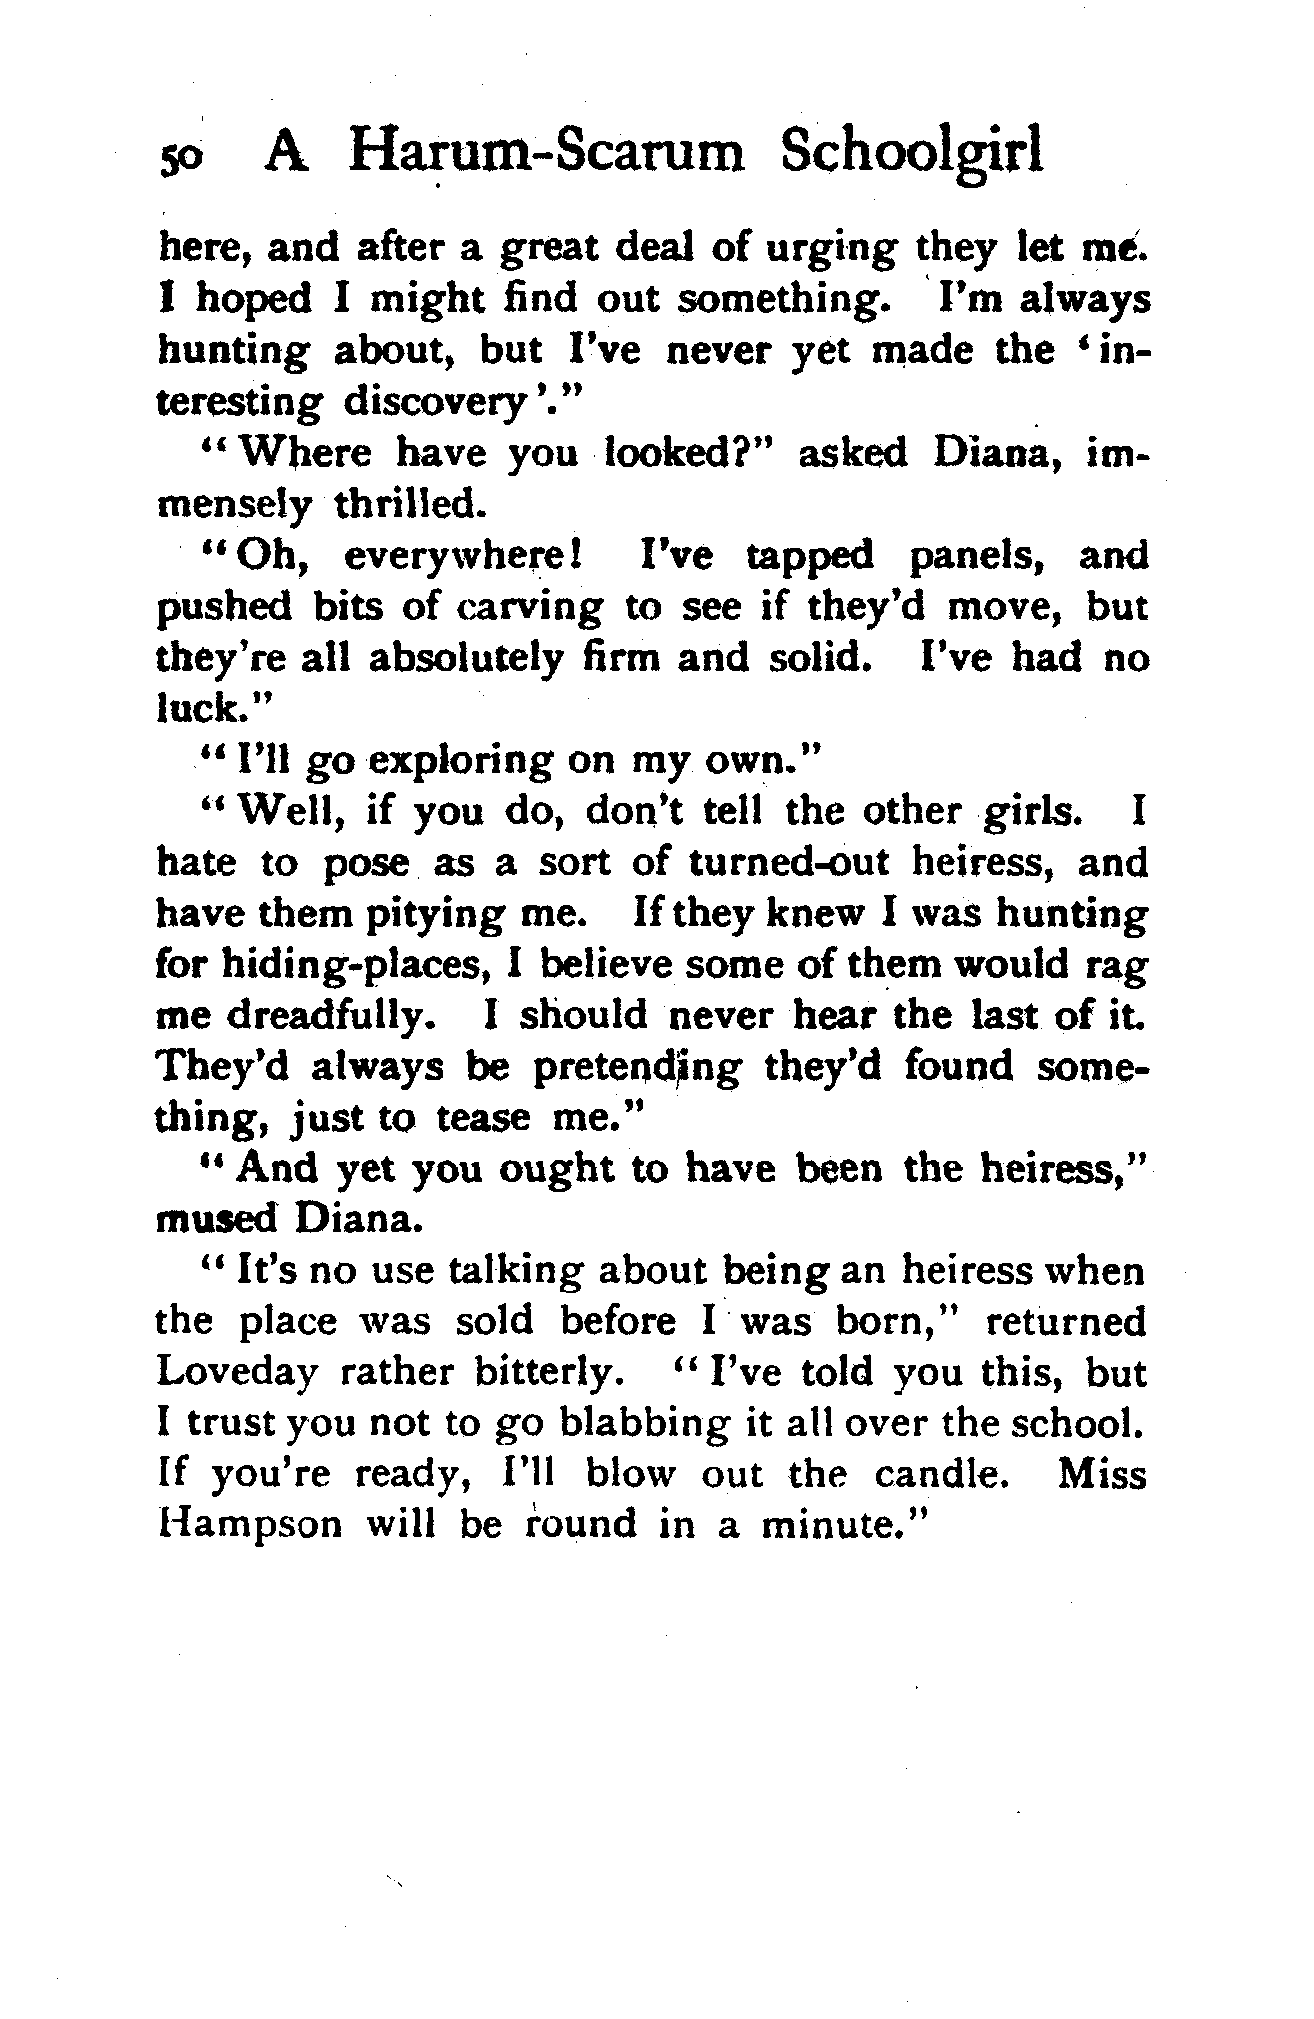 50 A Harum-Scarum Schoolgirl
here, and after a great deal of urging they let me.
I hoped I might find out something. I'm always
hunting about, but I've never yet made the 'in-
teresting discovery'."
"Where have you looked?" asked Diana, im-
mensely thrilled.
"Oh, everywhere! I've tapped panels, and
pushed bits of carving to see if they'd move, but
they're all absolutely firm and solid. I've had no
luck."
"I'll go exploring on my own."
"Well, if you do, don't tell the other girls. I
hate to pose as a sort of turned-out heiress, and
have them pitying me. If they knew I was hunting
for hiding-places, I believe some of them would rag
me dreadfully. I should never hear the last of it.
They'd always be pretending they'd found some-
thing, just to tease me."
"And yet you ought to have been the heiress,"
mused Diana.
"It's no use talking about being an heiress when
the place was sold before I was born," returned
Loveday rather bitterly. "I've told you this, but
I trust you not to go blabbing it all over the school.
If you're ready, I'll blow out the candle. Miss
Hampson will be round in a minute."